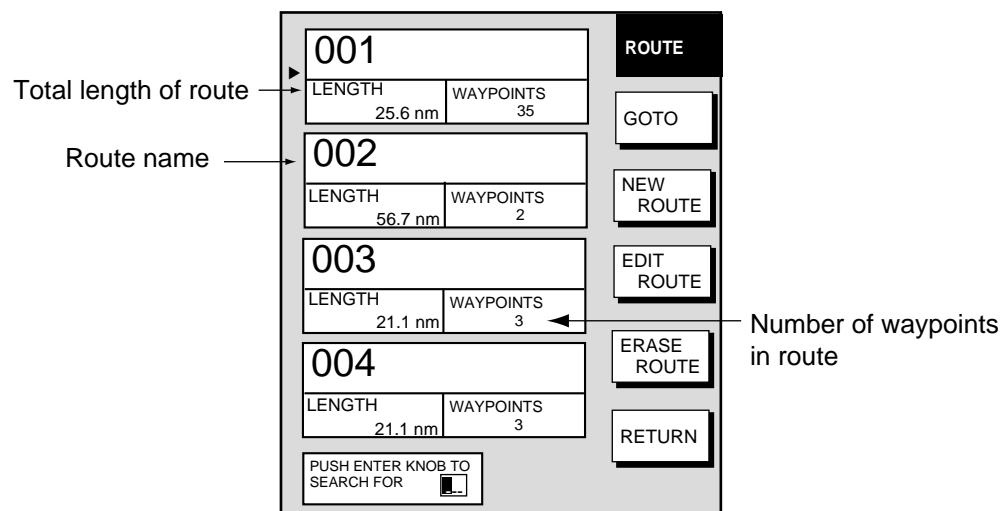 001
LENGTH
25.6 nm
WAYPOINTS
35
Total length of route
002
LENGTH
56.7 nm
WAYPOINTS
2
Route name
003
LENGTH
21.1 nm
WAYPOINTS
3
Number of waypoints
in route
004
LENGTH
21.1 nm
WAYPOINTS
3
PUSH ENTER KNOB TO
SEARCH FOR
ROUTE
GOTO
NEW
ROUTE
EDIT
ROUTE
ERASE
ROUTE
RETURN